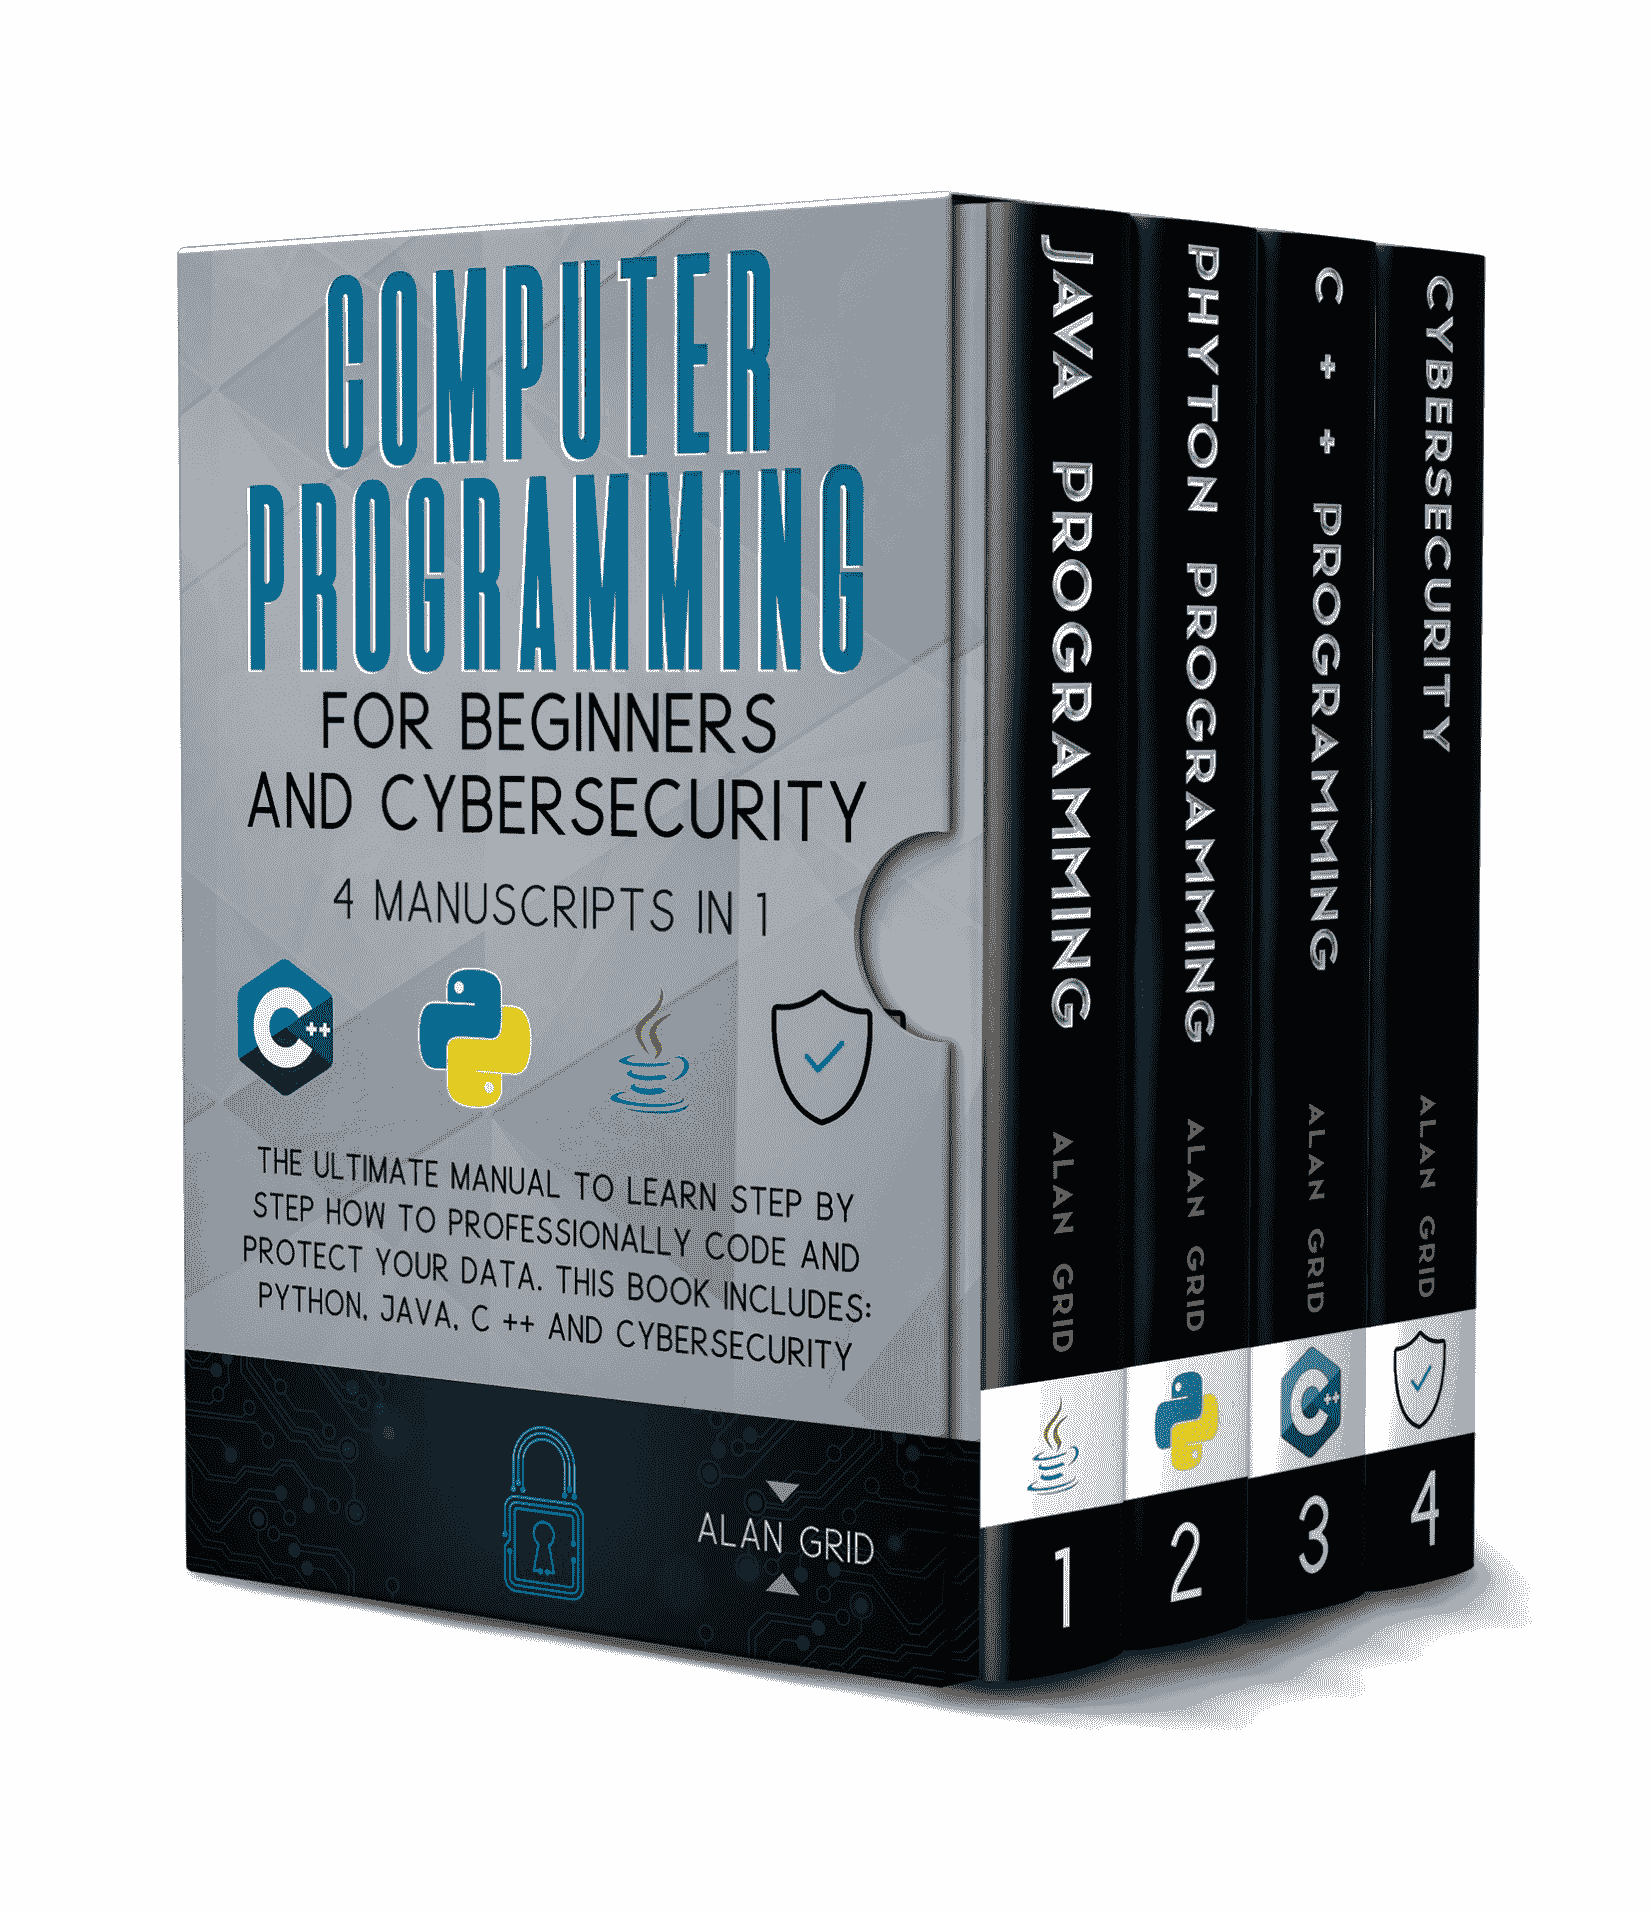 COMPUTER
PROGRAMMING
FOR BEGINNERS
AND CYBERSECURITY
4 MANUSCRIPTS IN 1
C++
THE ULTIMATE MANUAL TO LEARN STEP BY
STEP HOW TO PROFESSIONALLY CODE AND
PROTECT YOUR DATA. THIS BOOK INCLUDES:
PYTHON, JAVA, C ++ AND CYBERSECURITY
ALAN GRID
JAVA PROGRAMMING ALAN GRID
1
PHYTON PROGRAMMING ALAN GRID
2
C + + PROGRAMMING ALAN GRID
C++
3
CYBERSECURITY ALAN GRID
4